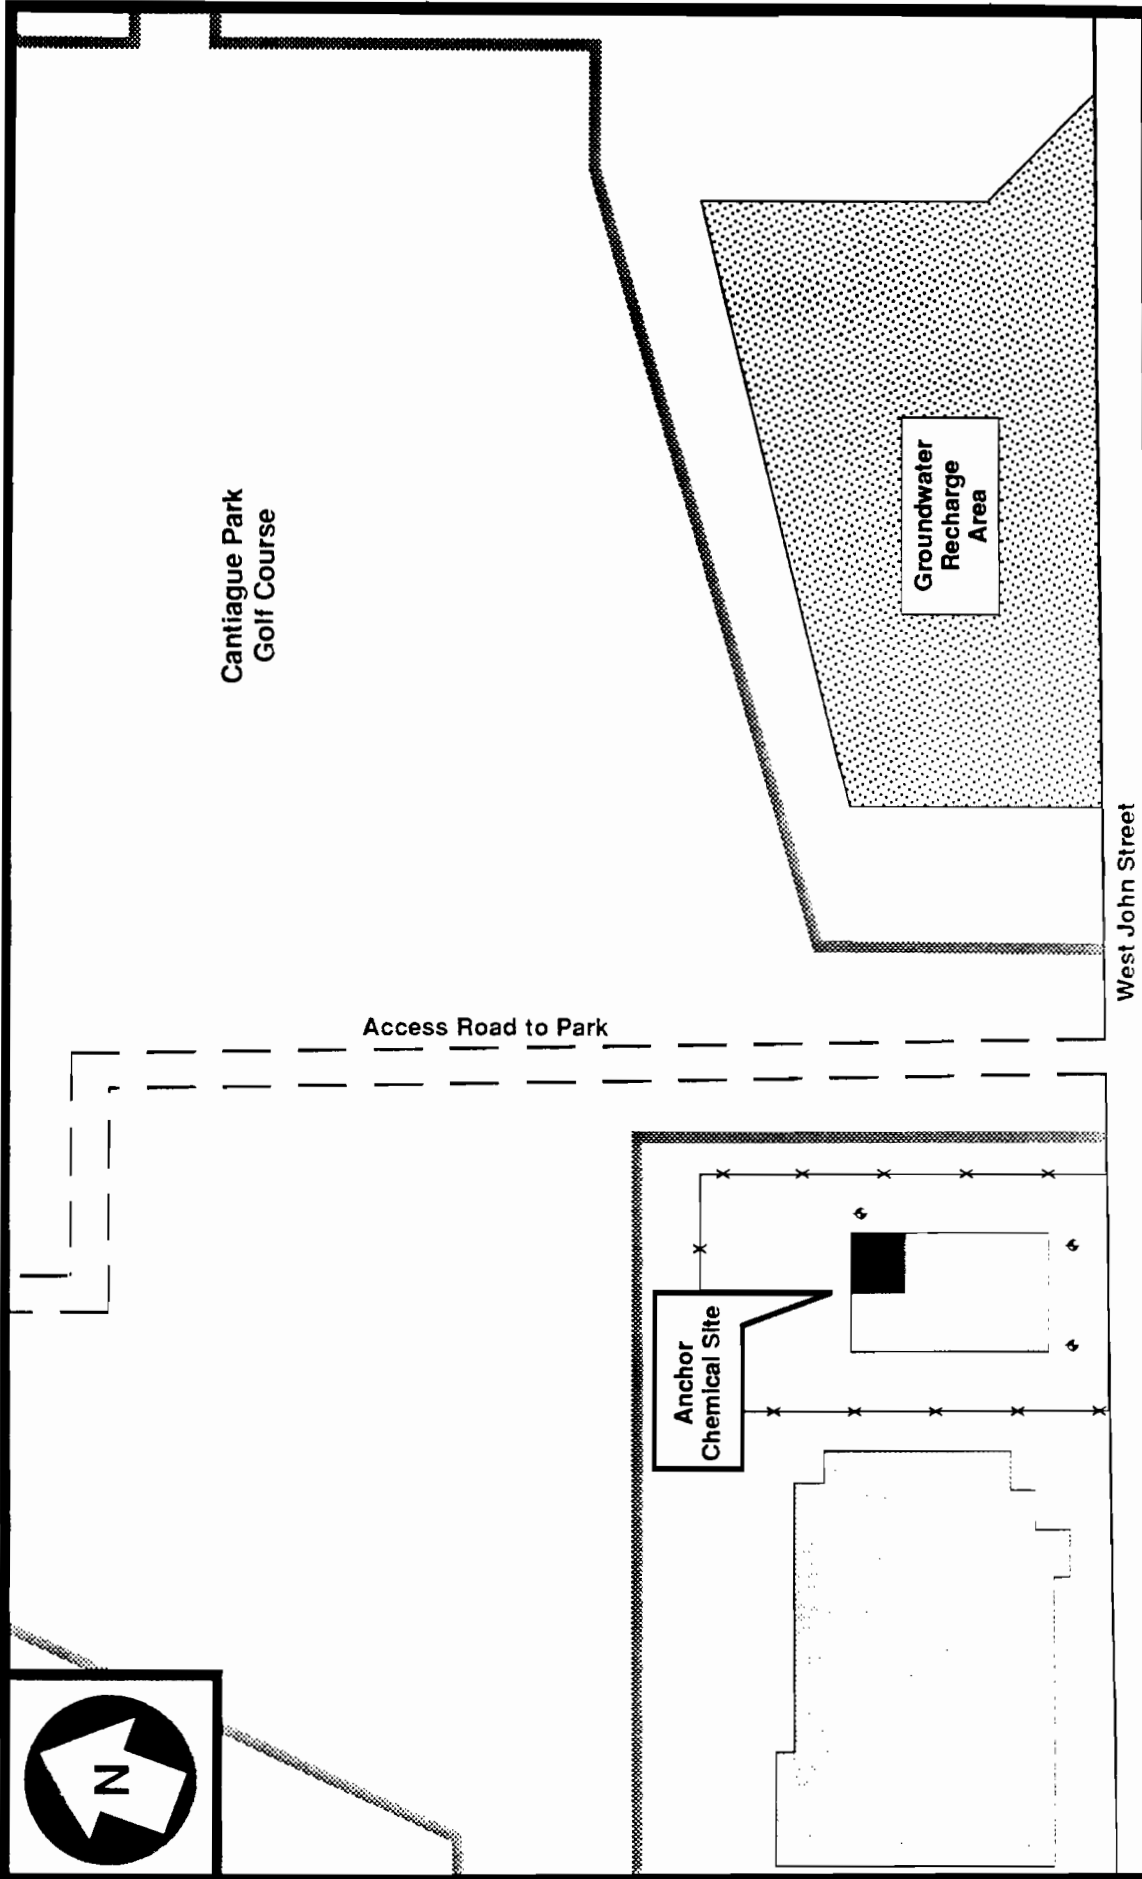 Cantiague Park
Golf Course
Groundwater
Recharge
Area
Access Road to Park
West John Street
Anchor
Chemical Site
N